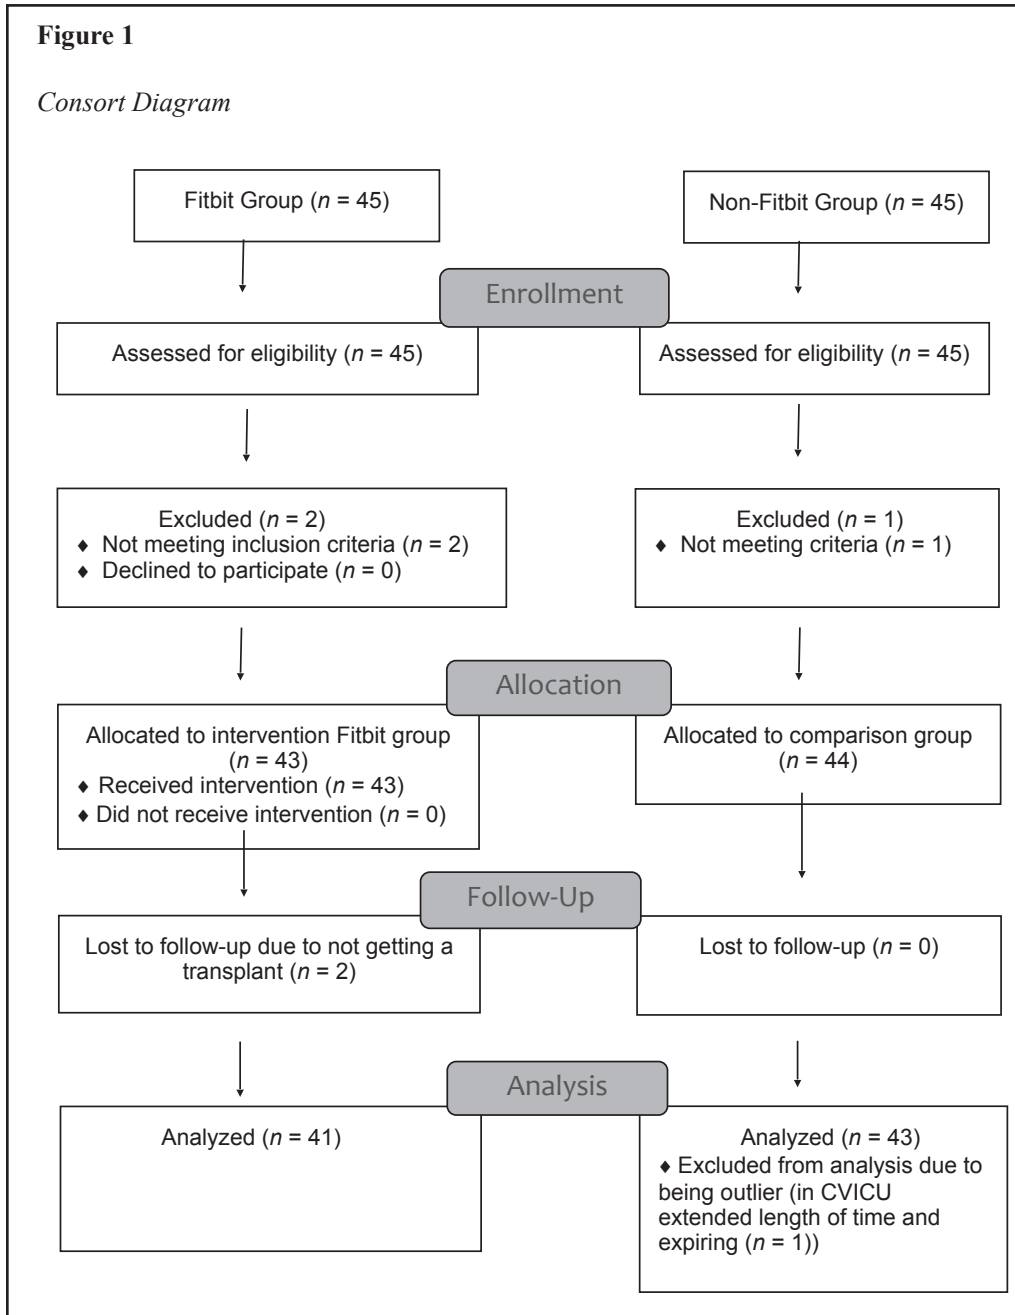 Figure 1
Consort Diagram
Fitbit Group (n = 45)
Non-Fitbit Group (n = 45)
Enrollment
Assessed for eligibility (n = 45)
Assessed for eligibility (n = 45)
Excluded (n = 2)
♦ Not meeting inclusion criteria (n = 2)
♦ Declined to participate (n = 0)
Excluded (n = 1)
♦ Not meeting criteria (n = 1)
Allocation
Allocated to intervention Fitbit group
(n = 43)
♦ Received intervention (n = 43)
♦ Did not receive intervention (n = 0)
Allocated to comparison group
(n = 44)
Follow-Up
Lost to follow-up due to not getting a
transplant (n = 2)
Lost to follow-up (n = 0)
Analysis
Analyzed (n = 41)
Analyzed (n = 43)
♦ Excluded from analysis due to
being outlier (in CVICU
extended length of time and
expiring (n = 1))